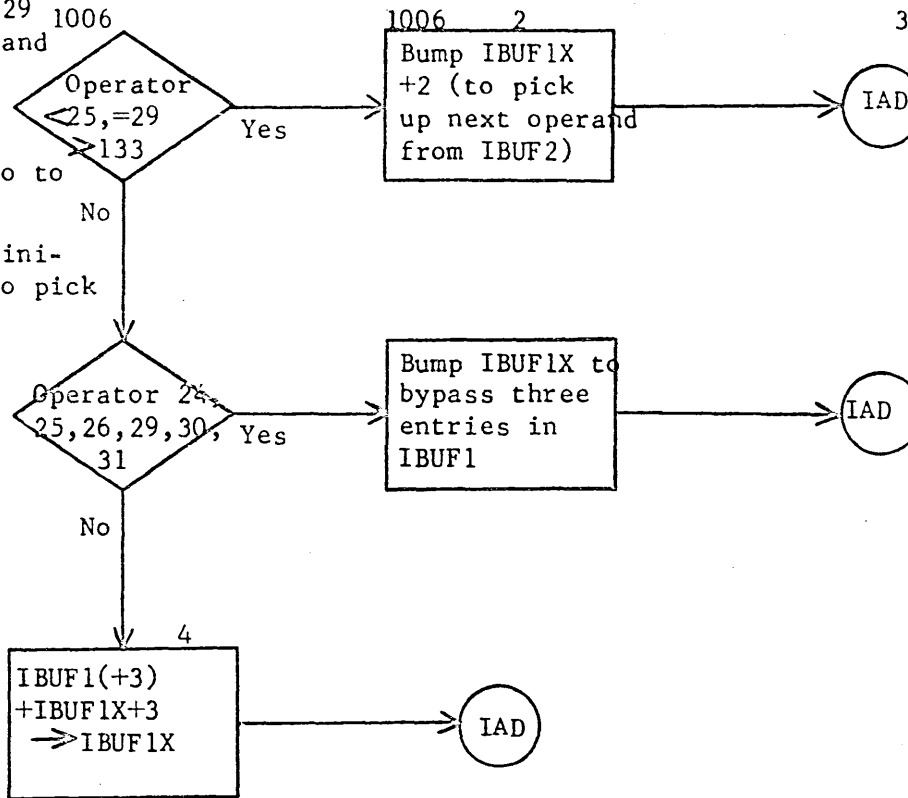 29
and
o to
ini-
o pick
1006
Operator
<25,=29
>133
Yes
No
1006 2
Bump IBUF1X
+2 (to pick
up next operand
from IBUF2)
3
IAD
Operator 24,
25,26,29,30,
31
Yes
No
Bump IBUF1X to
bypass three
entries in
IBUF1
IAD
4
IBUF1(+3)
+IBUF1X+3
→IBUF1X
IAD